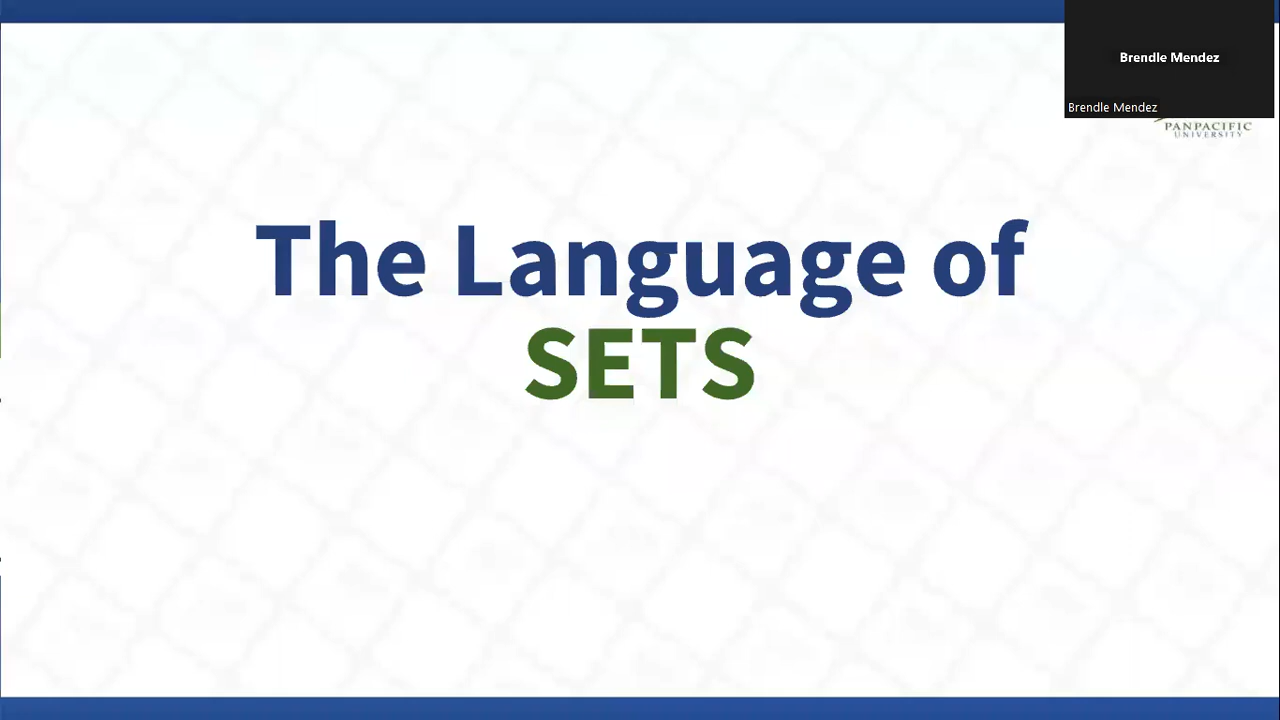 Brendle Mendez
Brendle Mendez
PANPACIFIC
UNIVERSITY
The Language of
SETS